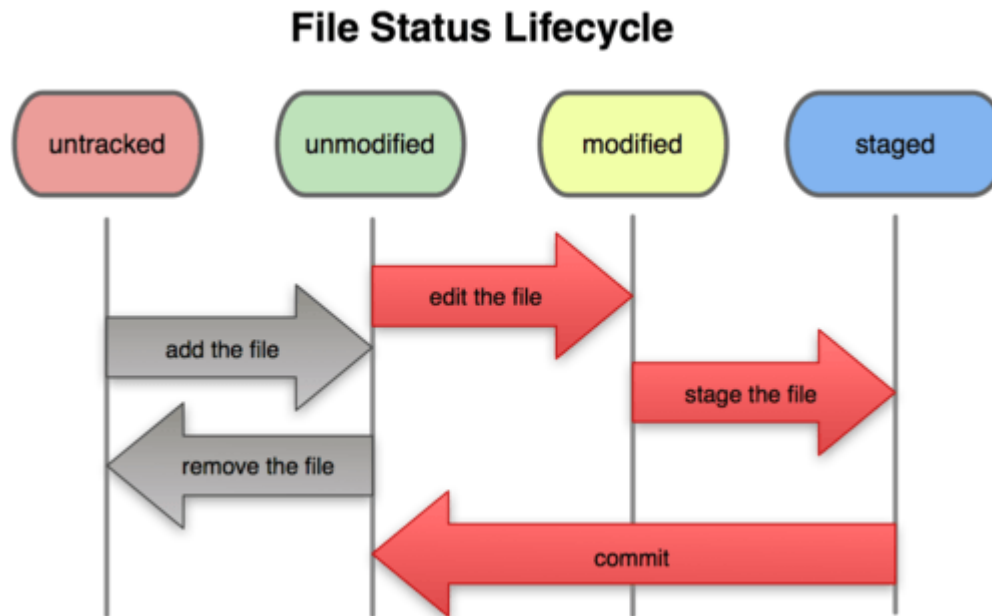 File Status Lifecycle
untracked
unmodified
modified
staged
edit the file
add the file
stage the file
remove the file
commit